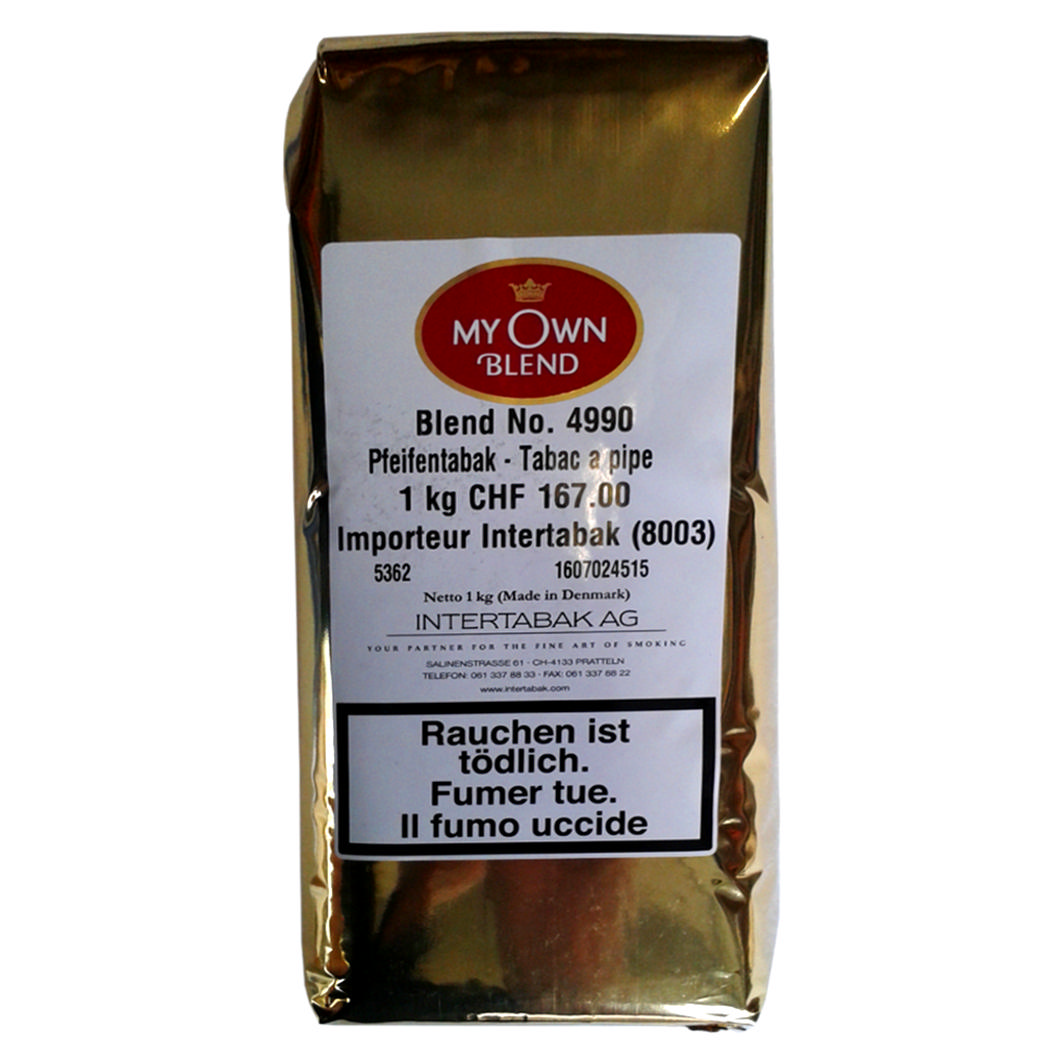 MY OWN
BLEND
Blend No. 4990
Pfeifentabak - Tabac a pipe
1 kg CHF 167.00
Importeur Intertabak (8003)
5362 1607024515
Netto 1 kg (Made in Denmark)
INTERTABAK AG
YOUR PARTNER FOR THE FINE ART OF SMOKING
SALINENSTRASSE 61 - CH-4133 PRATTELN
TELEFON: 061 337 88 33 - FAX: 061 337 88 22
www.intertabak.com
Rauchen ist
tödlich.
Fumer tue.
Il fumo uccide